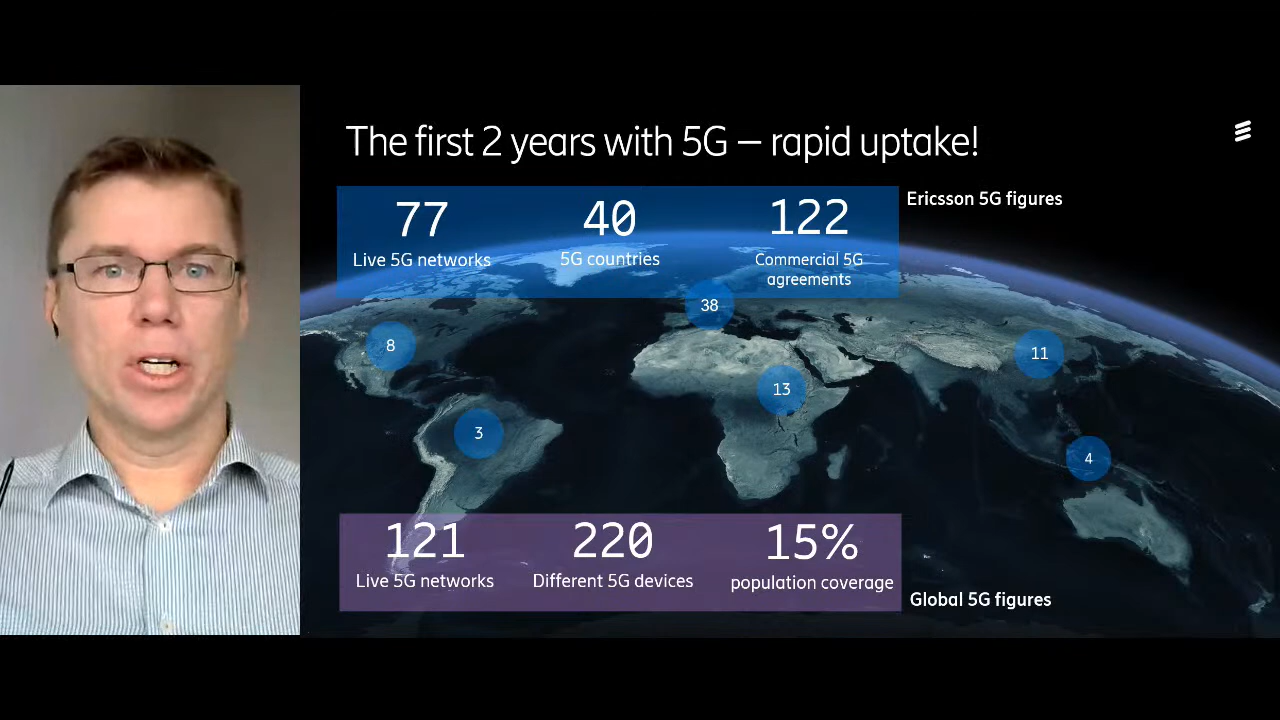 The first 2 years with 5G – rapid uptake!
77 40 122
Ericsson 5G figures
Live 5G networks 5G countries Commercial 5G
agreements
38
8
11
13
3
4
121 220 15%
Live 5G networks Different 5G devices population coverage
Global 5G figures